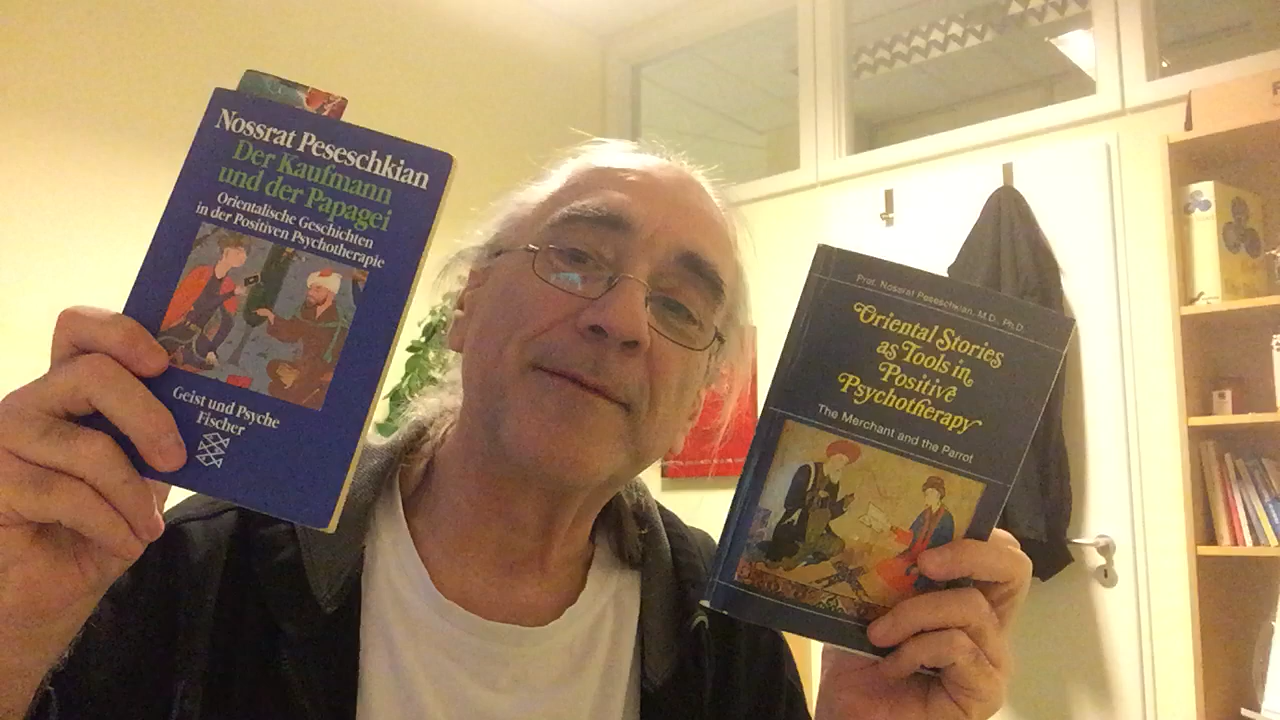 Nossrat Peseschkian
Der Kaufmann
und der Papagei
Orientalische Geschichten
in der Positiven Psychotherapie
Geist und Psyche
Fischer
Prof. Nossrat Peseschkian, M.D., Ph.D.
Oriental Stories
as Tools in
Positive
Psychotherapy
The Merchant and the Parrot